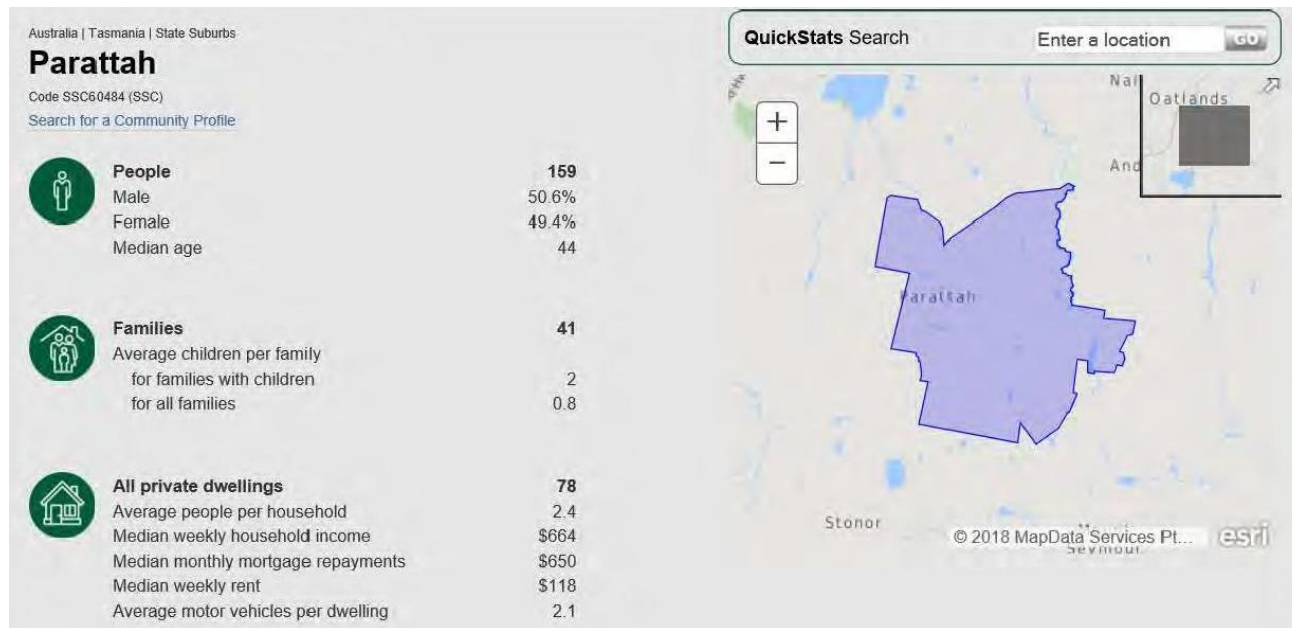 Australia | Tasmania | State Suburbs
Parattah
Code SSC60484 (SSC)
Search for a Community Profile
People 159
Male 50.6%
Female 49.4%
Median age 44
Families 41
Average children per family
for families with children 2
for all families 0.8
All private dwellings 78
Average people per household 2.4
Median weekly household income $664
Median monthly mortgage repayments $650
Median weekly rent $118
Average motor vehicles per dwelling 2.1
QuickStats Search Enter a location GO
+
−
Nai
Oatlands
And
Parattah
Stonor
© 2018 MapData Services Pt... esri
Seymour